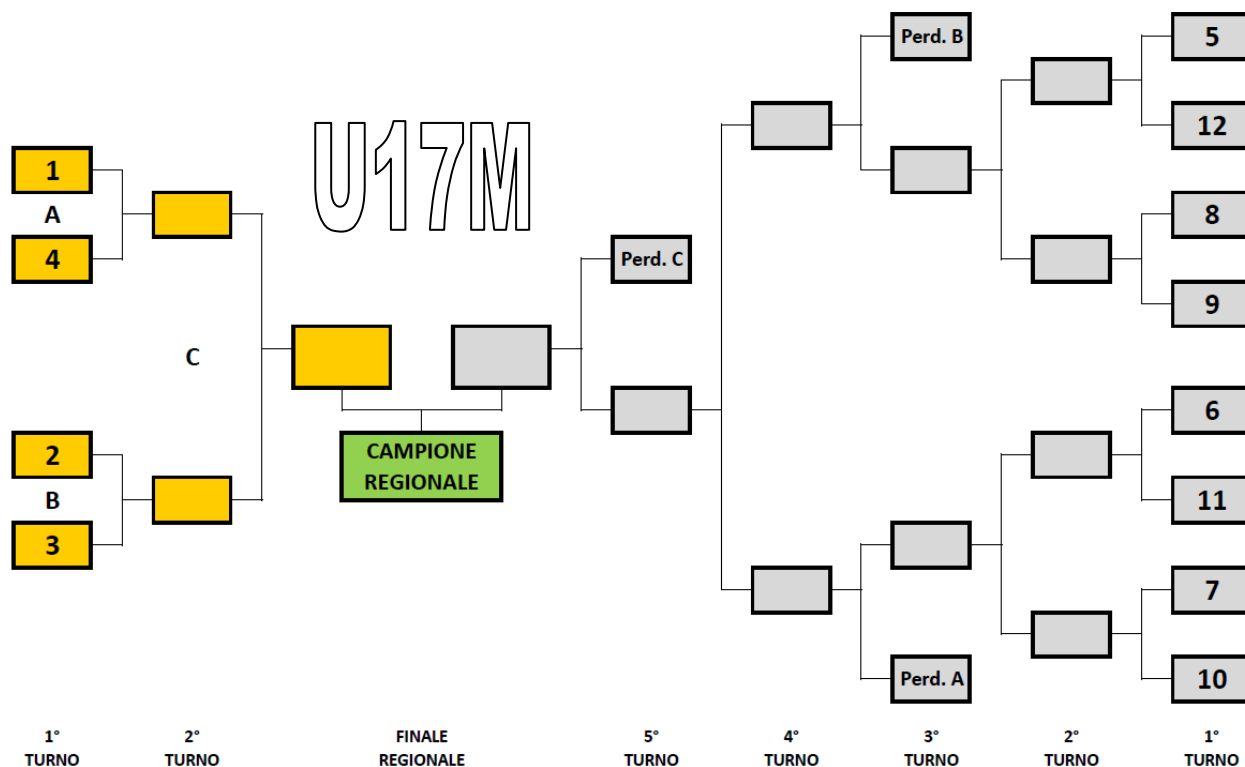 Perd. B
5
U17M
12
1
A
4
8
Perd. C
9
C
6
CAMPIONE
REGIONALE
2
B
3
11
7
Perd. A
10
1°
TURNO
2°
TURNO
FINALE
REGIONALE
5°
TURNO
4°
TURNO
3°
TURNO
2°
TURNO
1°
TURNO